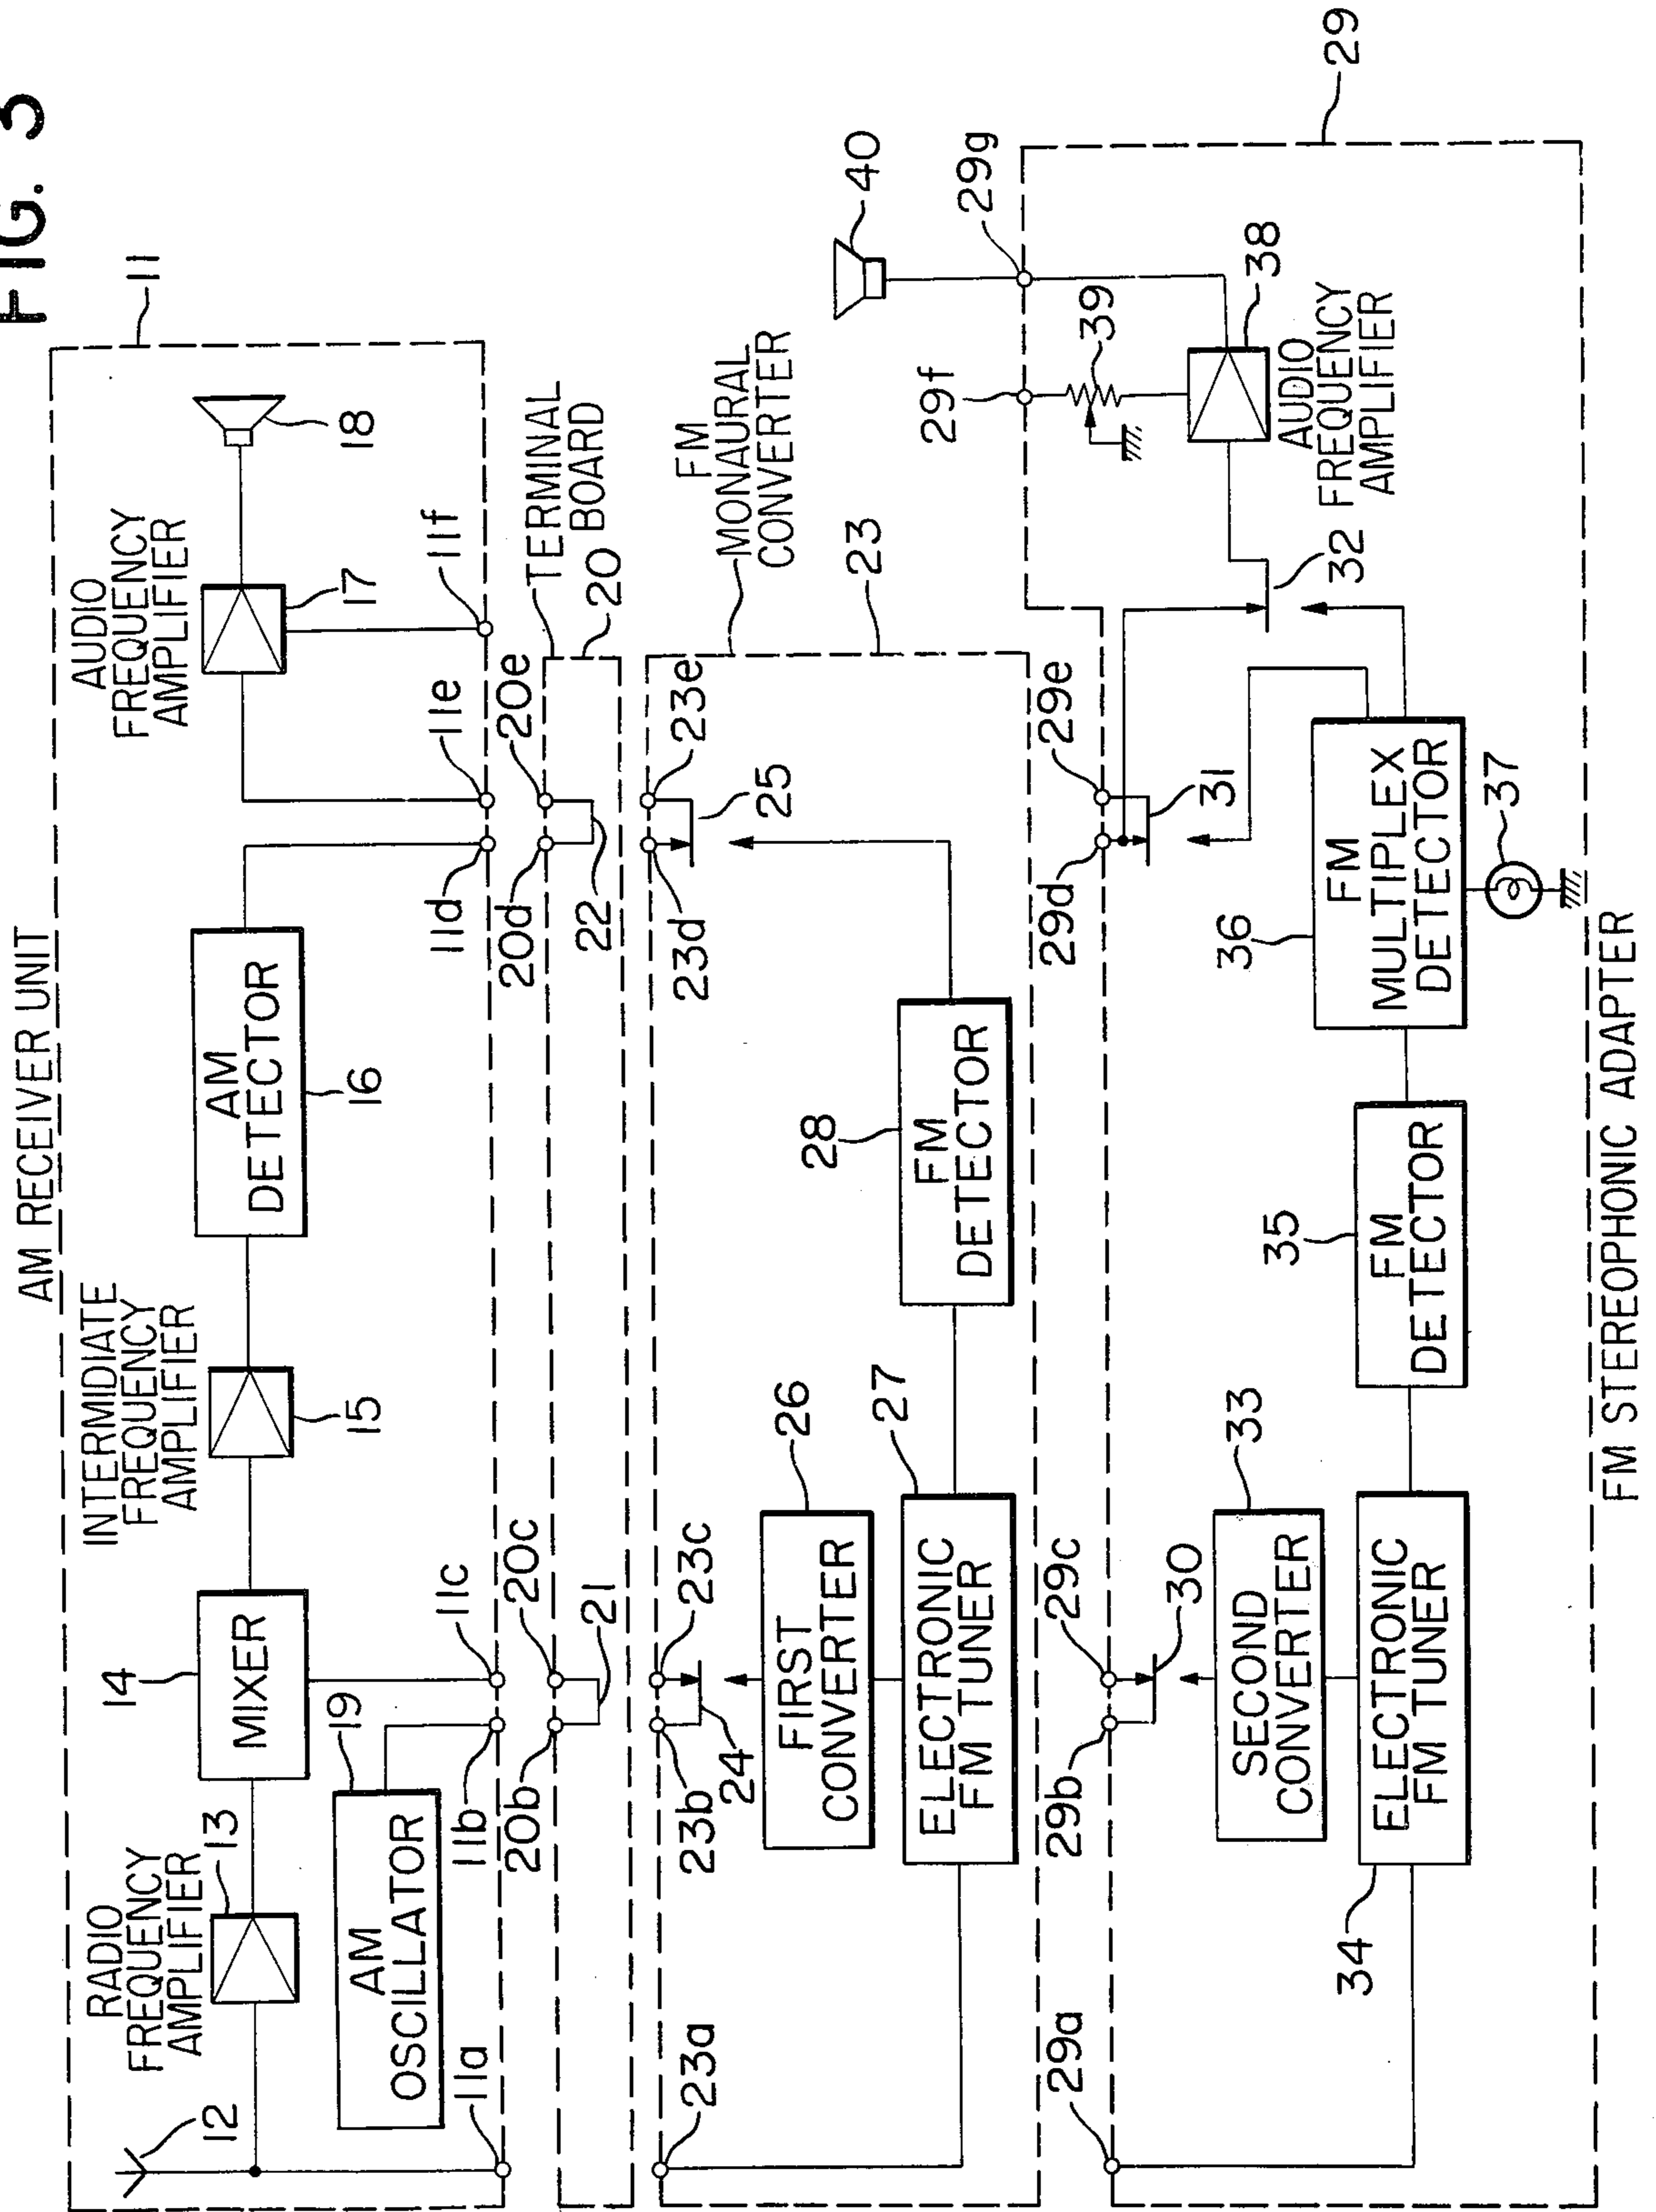 FIG. 3
AM RECEIVER UNIT
11
12
RADIO
FREQUENCY
AMPLIFIER
13
14
MIXER
INTERMIDIATE
FREQUENCY
AMPLIFIER
15
AM
DETECTOR
16
AUDIO
FREQUENCY
AMPLIFIER
17
18
AM
OSCILLATOR
19
11a
11b
11c
11d
11e
11f
TERMINAL
BOARD
20
20b
20c
21
20d
20e
22
FM
MONAURAL
CONVERTER
23
23a
23b
23c
24
23d
23e
25
FIRST
CONVERTER
26
ELECTRONIC
FM TUNER
27
FM
DETECTOR
28
40
29
29a
29b
29c
30
29d
29e
31
32
29f
29g
39
38
AUDIO
FREQUENCY
AMPLIFIER
SECOND
CONVERTER
33
ELECTRONIC
FM TUNER
34
FM
DETECTOR
35
FM
MULTIPLEX
DETECTOR
36
37
FM STEREOPHONIC ADAPTER